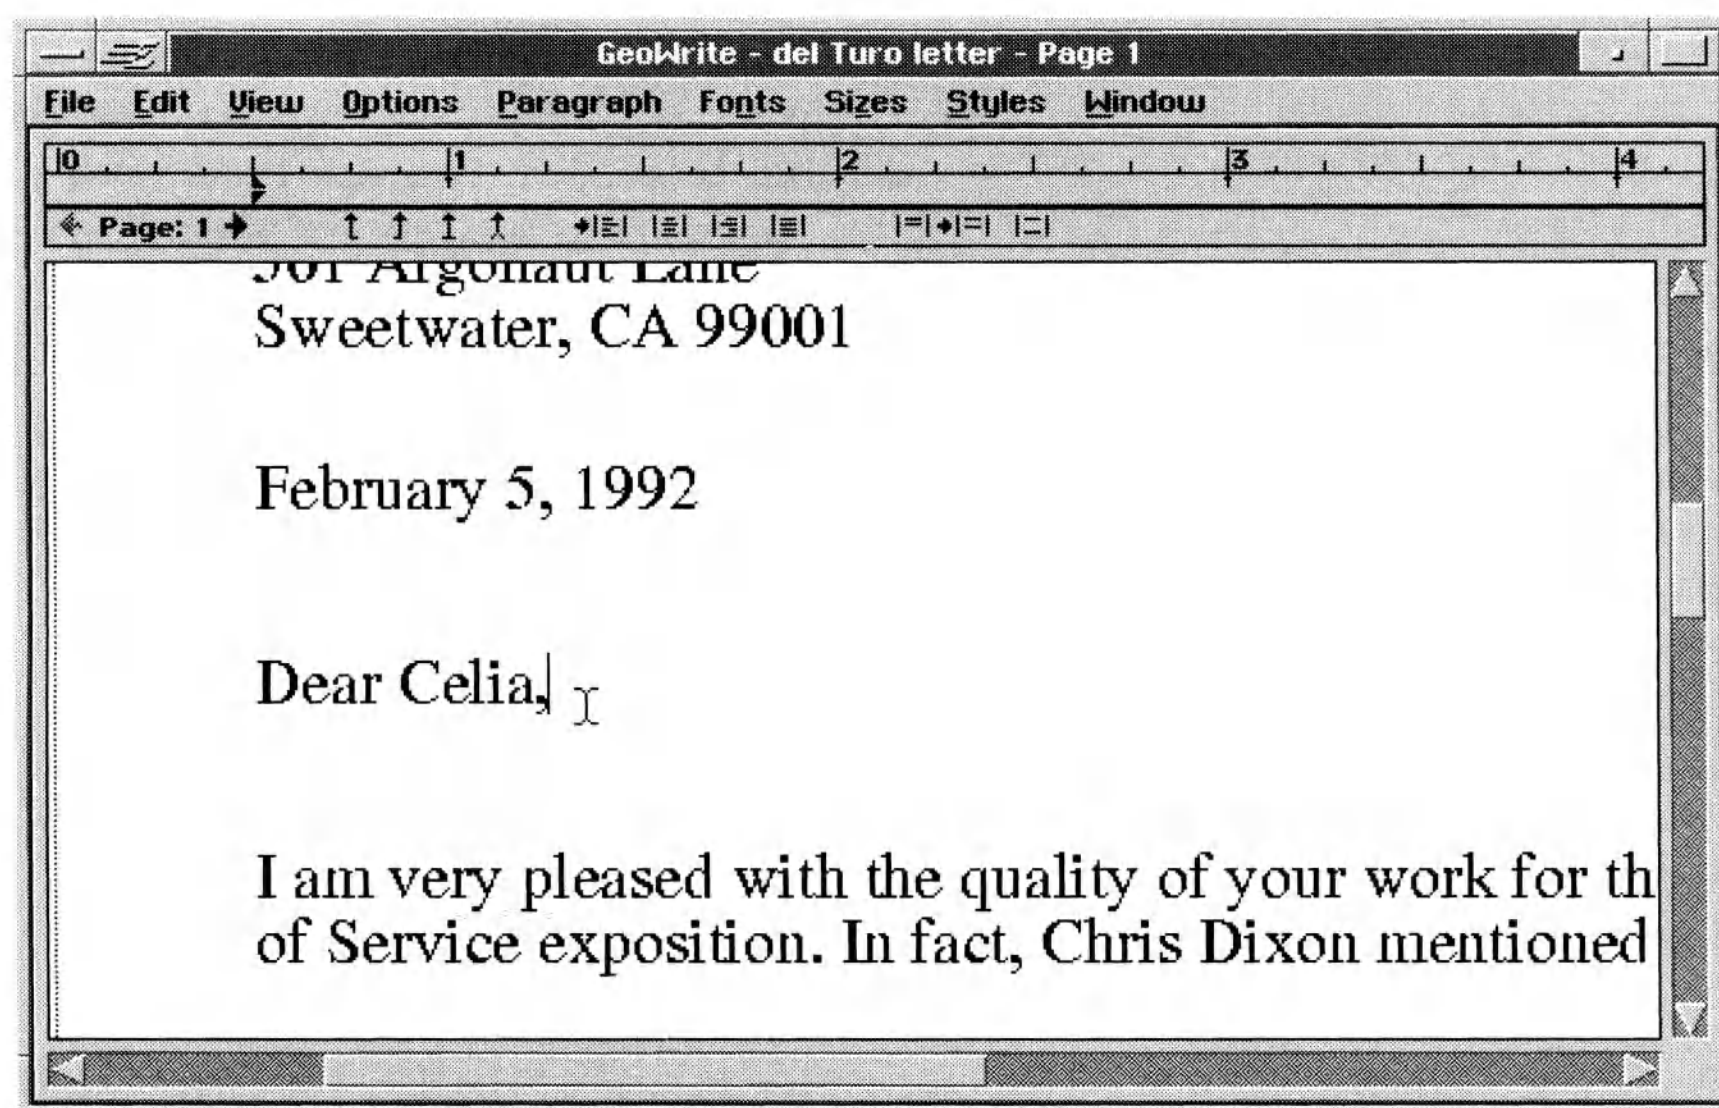 GeoWrite - del Turo letter - Page 1
File Edit View Options Paragraph Fonts Sizes Styles Window
0 1 2 3 4
Page: 1
Argonaut Lane
Sweetwater, CA 99001
February 5, 1992
Dear Celia,
I am very pleased with the quality of your work for th
of Service exposition. In fact, Chris Dixon mentioned